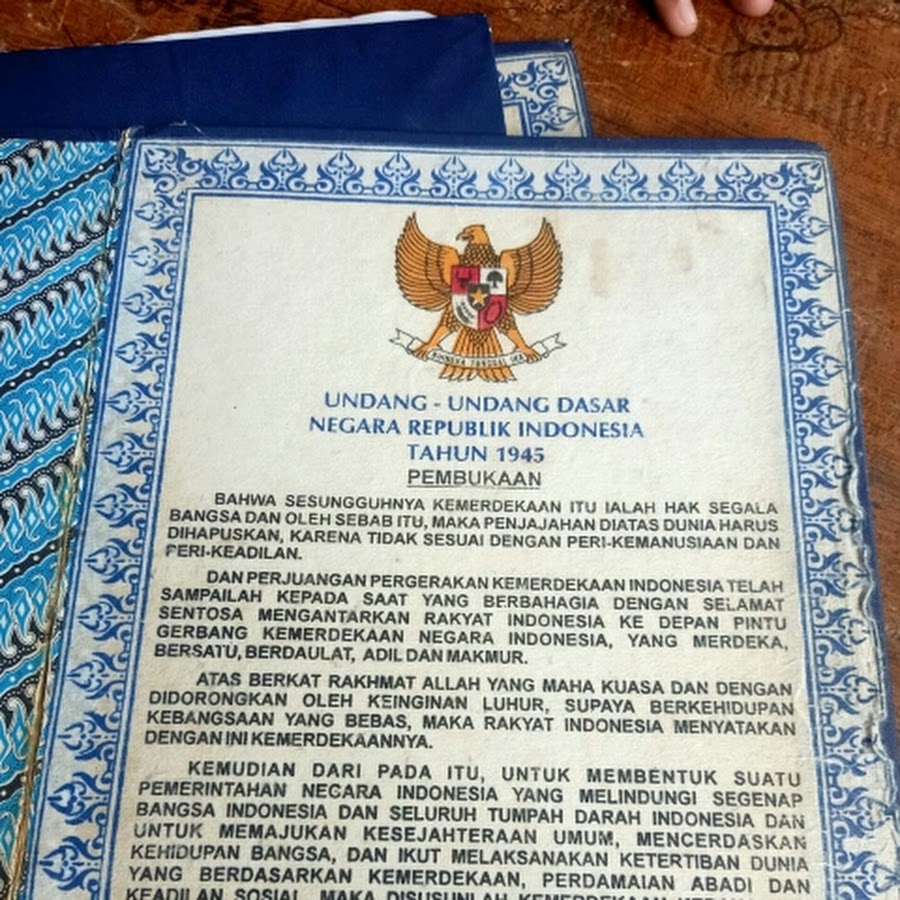 BHINNEKA TUNGGAL IKA
UNDANG - UNDANG DASAR
NEGARA REPUBLIK INDONESIA
TAHUN 1945
PEMBUKAAN
BAHWA SESUNGGUHNYA KEMERDEKAAN ITU IALAH HAK SEGALA
BANGSA DAN OLEH SEBAB ITU, MAKA PENJAJAHAN DIATAS DUNIA HARUS
DIHAPUSKAN, KARENA TIDAK SESUAI DENGAN PERI-KEMANUSIAAN DAN
PERI-KEADILAN.
DAN PERJUANGAN PERGERAKAN KEMERDEKAAN INDONESIA TELAH
SAMPAILAH KEPADA SAAT YANG BERBAHAGIA DENGAN SELAMAT
SENTOSA MENGANTARKAN RAKYAT INDONESIA KE DEPAN PINTU
GERBANG KEMERDEKAAN NEGARA INDONESIA, YANG MERDEKA,
BERSATU, BERDAULAT, ADIL DAN MAKMUR.
ATAS BERKAT RAKHMAT ALLAH YANG MAHA KUASA DAN DENGAN
DIDORONGKAN OLEH KEINGINAN LUHUR, SUPAYA BERKEHIDUPAN
KEBANGSAAN YANG BEBAS, MAKA RAKYAT INDONESIA MENYATAKAN
DENGAN INI KEMERDEKAANNYA.
KEMUDIAN DARI PADA ITU, UNTUK MEMBENTUK SUATU
PEMERINTAHAN NEGARA INDONESIA YANG MELINDUNGI SEGENAP
BANGSA INDONESIA DAN SELURUH TUMPAH DARAH INDONESIA DAN
UNTUK MEMAJUKAN KESEJAHTERAAN UMUM, MENCERDASKAN
KEHIDUPAN BANGSA, DAN IKUT MELAKSANAKAN KETERTIBAN DUNIA
YANG BERDASARKAN KEMERDEKAAN, PERDAMAIAN ABADI DAN
KEADILAN SOSIAL, MAKA DISUSUNLAH KEMERDEKAAN